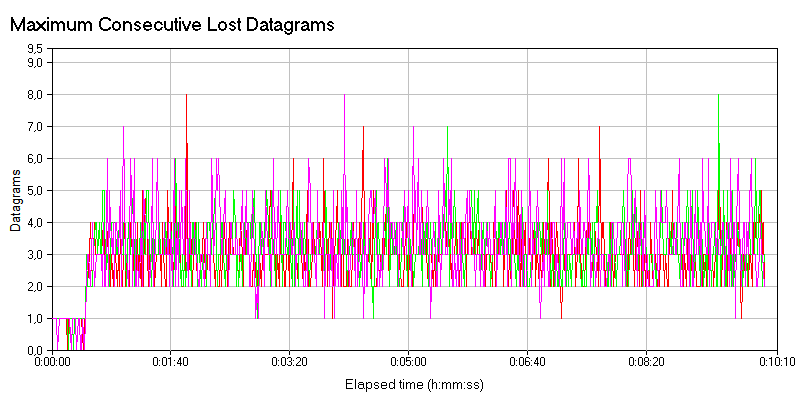 Maximum Consecutive Lost Datagrams
9,5
9,0
8,0
7,0
6,0
5,0
4,0
3,0
2,0
1,0
0,0
Datagrams
0:00:00 0:01:40 0:03:20 0:05:00 0:06:40 0:08:20 0:10:10
Elapsed time (h:mm:ss)